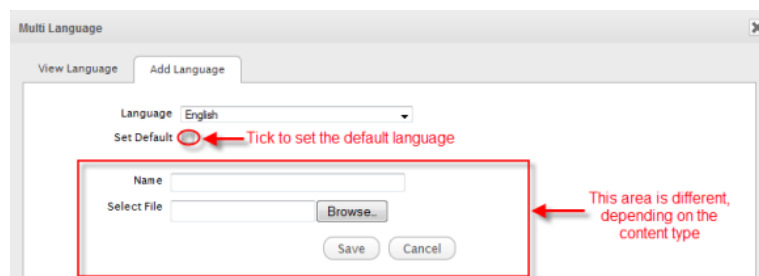 Multi Language
View Language Add Language
Language English
Set Default Tick to set the default language
Name
Select File Browse..
This area is different,
depending on the
content type
Save Cancel